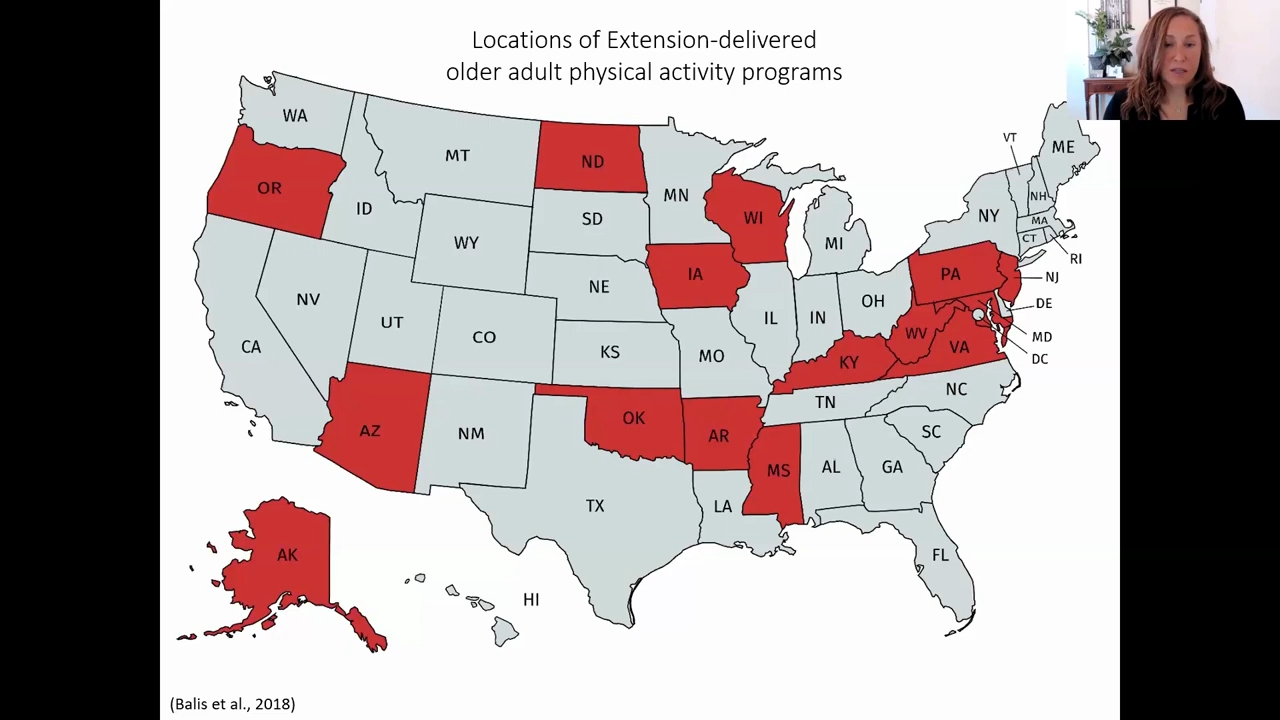 Locations of Extension-delivered
older adult physical activity programs
WA
MT
ND
MN
VT
ME
OR
ID
SD
WI
NH
NY
MA
WY
MI
CT
RI
IA
PA
NJ
NV
NE
OH
DE
UT
CO
IL
IN
WV
MD
CA
KS
MO
KY
VA
DC
AZ
NM
OK
AR
TN
NC
SC
MS
AL
GA
TX
LA
AK
FL
HI
(Balis et al., 2018)